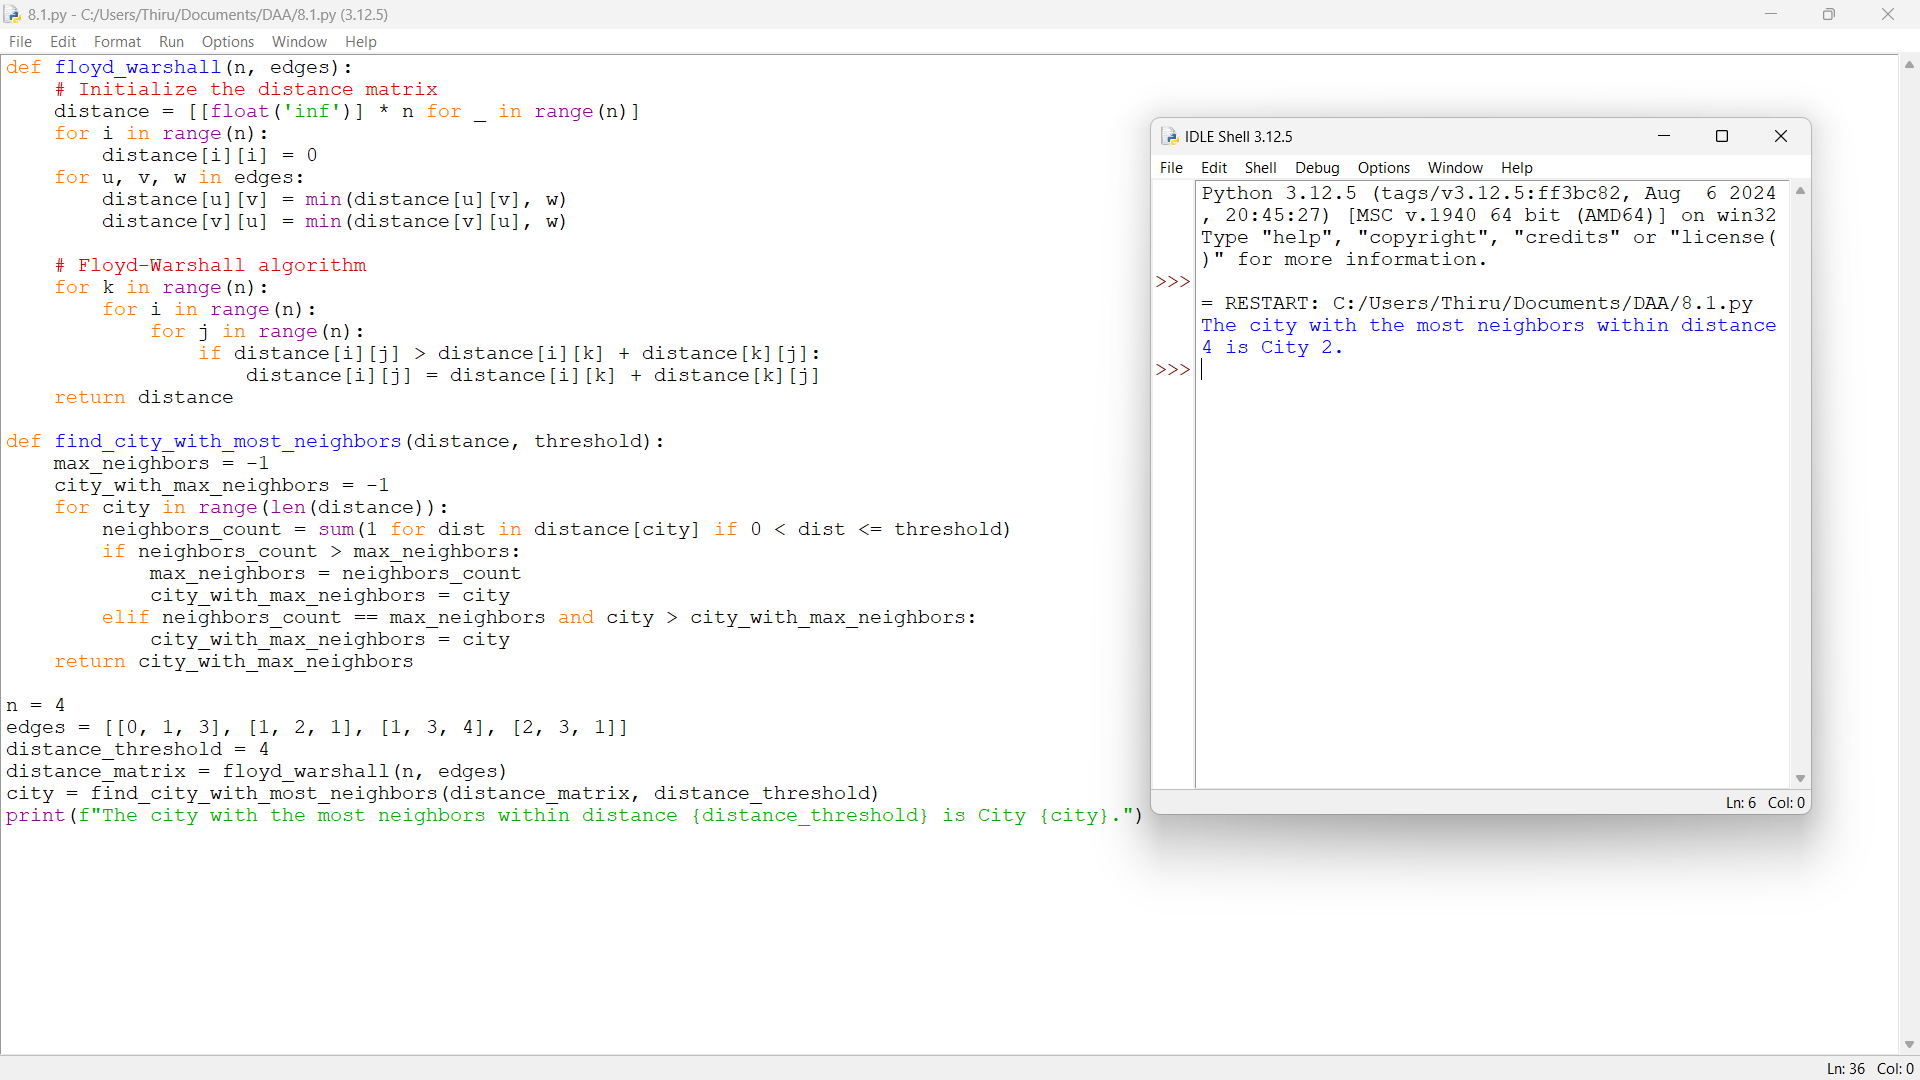 8.1.py - C:/Users/Thiru/Documents/DAA/8.1.py (3.12.5)
File Edit Format Run Options Window Help
def floyd_warshall(n, edges):
    # Initialize the distance matrix
    distance = [[float('inf')] * n for _ in range(n)]
    for i in range(n):
        distance[i][i] = 0
    for u, v, w in edges:
        distance[u][v] = min(distance[u][v], w)
        distance[v][u] = min(distance[v][u], w)

    # Floyd-Warshall algorithm
    for k in range(n):
        for i in range(n):
            for j in range(n):
                if distance[i][j] > distance[i][k] + distance[k][j]:
                    distance[i][j] = distance[i][k] + distance[k][j]
    return distance

def find_city_with_most_neighbors(distance, threshold):
    max_neighbors = -1
    city_with_max_neighbors = -1
    for city in range(len(distance)):
        neighbors_count = sum(1 for dist in distance[city] if 0 < dist <= threshold)
        if neighbors_count > max_neighbors:
            max_neighbors = neighbors_count
            city_with_max_neighbors = city
        elif neighbors_count == max_neighbors and city > city_with_max_neighbors:
            city_with_max_neighbors = city
    return city_with_max_neighbors

n = 4
edges = [[0, 1, 3], [1, 2, 1], [1, 3, 4], [2, 3, 1]]
distance_threshold = 4
distance_matrix = floyd_warshall(n, edges)
city = find_city_with_most_neighbors(distance_matrix, distance_threshold)
print(f"The city with the most neighbors within distance {distance_threshold} is City {city}.")
IDLE Shell 3.12.5
File Edit Shell Debug Options Window Help
Python 3.12.5 (tags/v3.12.5:ff3bc82, Aug  6 2024
, 20:45:27) [MSC v.1940 64 bit (AMD64)] on win32
Type "help", "copyright", "credits" or "license(
)" for more information.
>>>
= RESTART: C:/Users/Thiru/Documents/DAA/8.1.py
The city with the most neighbors within distance
4 is City 2.
>>>
Ln: 6 Col: 0
Ln: 36 Col: 0